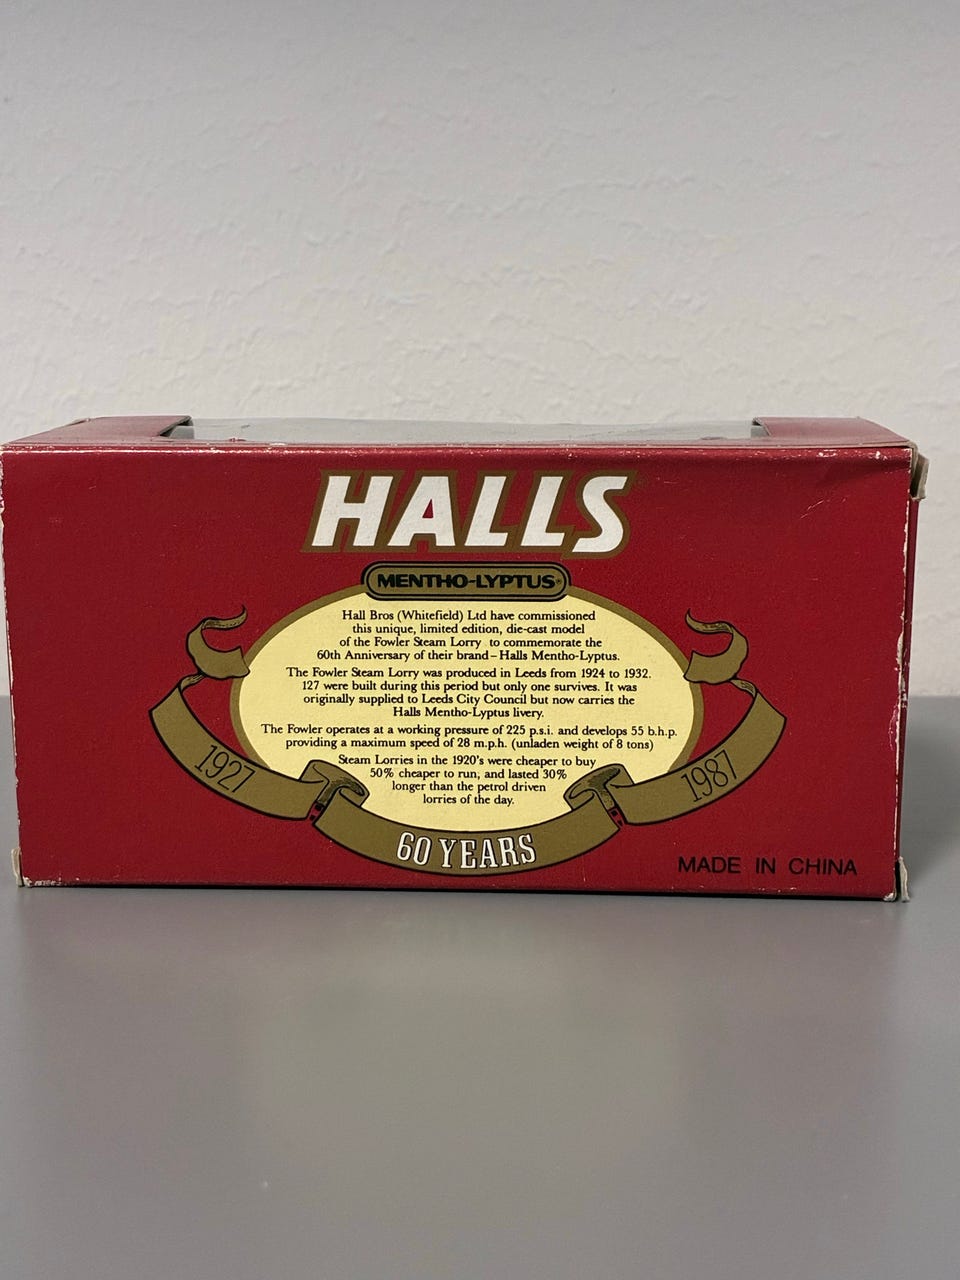 HALLS
MENTHO-LYPTUS®
Hall Bros (Whitefield) Ltd have commissioned
this unique, limited edition, die-cast model
of the Fowler Steam Lorry to commemorate the
60th Anniversary of their brand – Halls Mentho-Lyptus.
The Fowler Steam Lorry was produced in Leeds from 1924 to 1932.
127 were built during this period but only one survives. It was
originally supplied to Leeds City Council but now carries the
Halls Mentho-Lyptus livery.
The Fowler operates at a working pressure of 225 p.s.i. and develops 55 b.h.p.
providing a maximum speed of 28 m.p.h. (unladen weight of 8 tons)
Steam Lorries in the 1920's were cheaper to buy
50% cheaper to run, and lasted 30%
longer than the petrol driven
lorries of the day.
1927
60 YEARS
1987
MADE IN CHINA